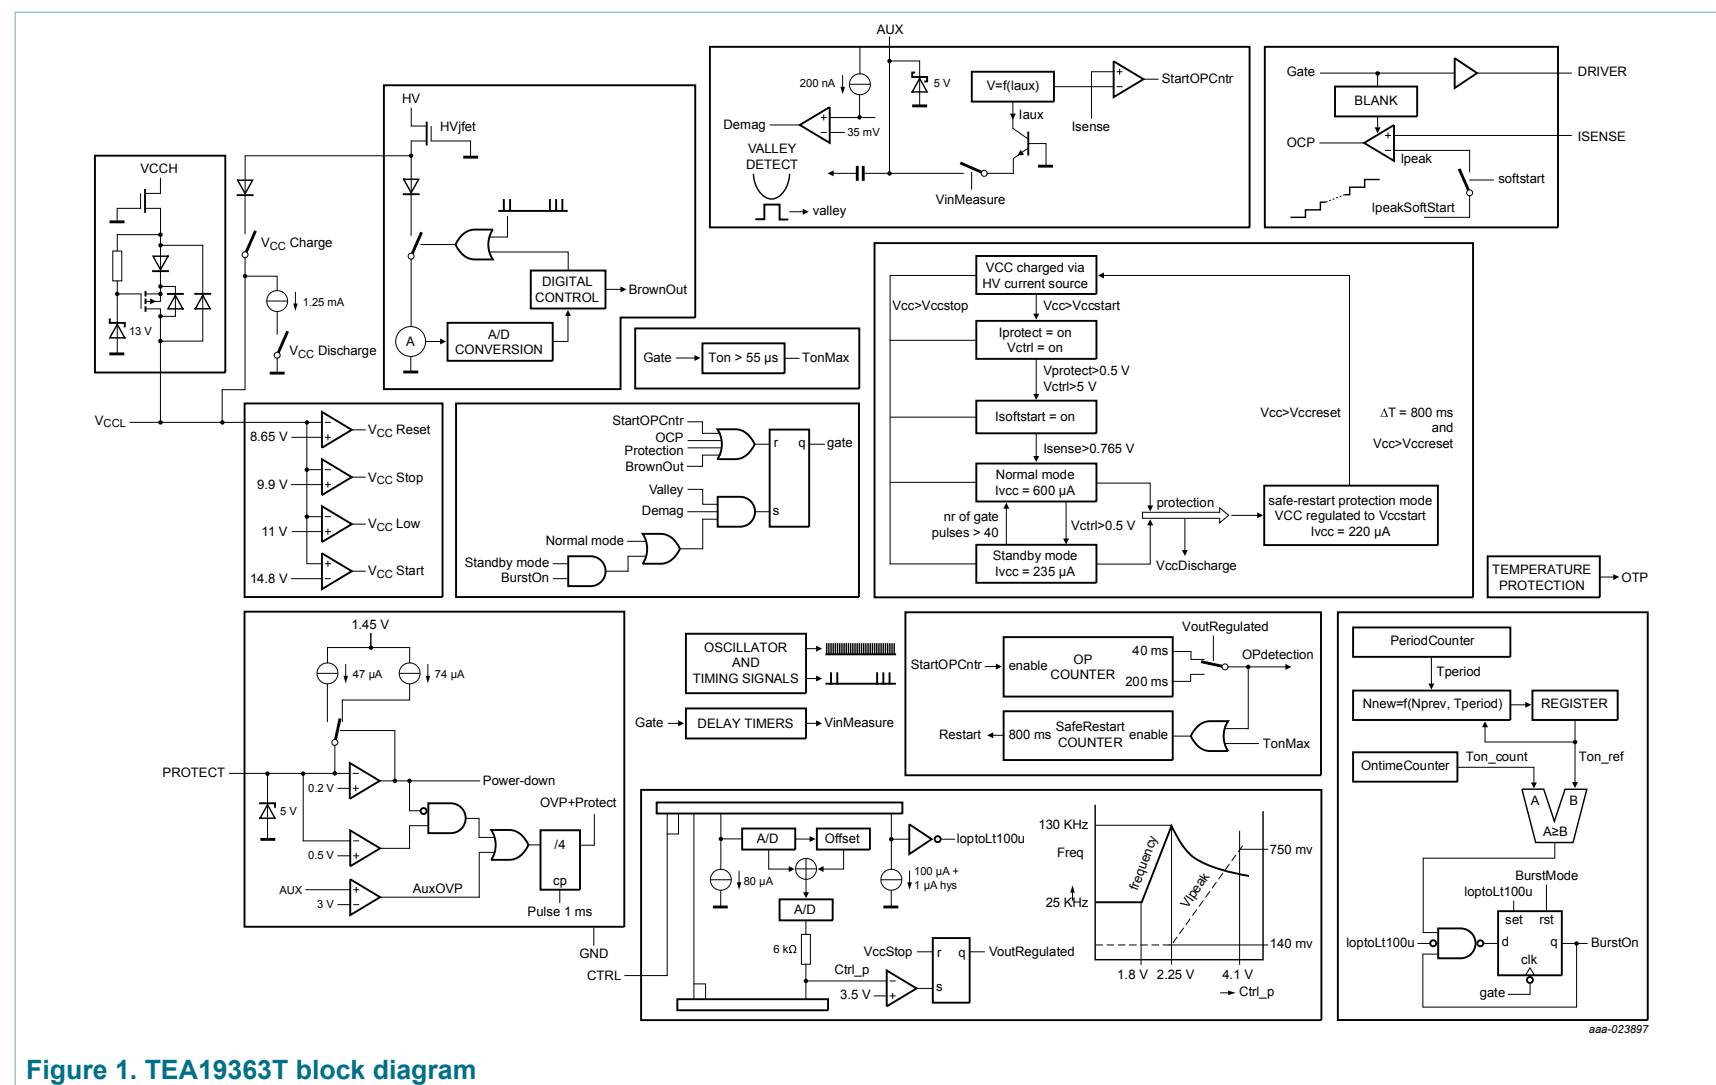 AUX
200 nA
5 V
V=f(Iaux)
StartOPCntr
Demag
35 mV
Iaux
Isense
VALLEY
DETECT
VinMeasure
valley
Gate
DRIVER
BLANK
OCP
ISENSE
Ipeak
softstart
IpeakSoftStart
HV
HVjfet
DIGITAL
CONTROL
BrownOut
A
A/D
CONVERSION
VCCH
13 V
VCC Charge
1.25 mA
VCC Discharge
Gate
Ton > 55 µs
TonMax
VCCL
8.65 V
VCC Reset
9.9 V
VCC Stop
11 V
VCC Low
14.8 V
VCC Start
StartOPCntr
OCP
Protection
BrownOut
r
q
gate
Valley
Demag
s
Normal mode
Standby mode
BurstOn
VCC charged via
HV current source
Vcc>Vccstop
Vcc>Vccstart
Iprotect = on
Vctrl = on
Vprotect>0.5 V
Vctrl>5 V
Isoftstart = on
Isense>0.765 V
Normal mode
Ivcc = 600 µA
nr of gate
pulses > 40
Vctrl>0.5 V
Standby mode
Ivcc = 235 µA
protection
VccDischarge
Vcc>Vccreset
ΔT = 800 ms
and
Vcc>Vccreset
safe-restart protection mode
VCC regulated to Vccstart
Ivcc = 220 µA
TEMPERATURE
PROTECTION
OTP
1.45 V
47 µA
74 µA
PROTECT
0.2 V
Power-down
5 V
OVP+Protect
0.5 V
/4
cp
AUX
3 V
AuxOVP
Pulse 1 ms
GND
OSCILLATOR
AND
TIMING SIGNALS
Gate
DELAY TIMERS
VinMeasure
VoutRegulated
StartOPCntr
enable
OP
COUNTER
40 ms
200 ms
OPdetection
Restart
800 ms
SafeRestart
COUNTER
enable
TonMax
CTRL
A/D
Offset
IoptoLt100u
80 µA
100 µA +
1 µA hys
A/D
6 kΩ
Ctrl_p
3.5 V
VccStop
r
q
s
VoutRegulated
130 KHz
Freq
25 KHz
frequency
VIpeak
750 mv
140 mv
1.8 V
2.25 V
4.1 V
Ctrl_p
PeriodCounter
Tperiod
Nnew=f(Nprev, Tperiod)
REGISTER
OntimeCounter
Ton_count
Ton_ref
A
B
A≥B
BurstMode
IoptoLt100u
set
rst
IoptoLt100u
d
q
BurstOn
clk
gate
aaa-023897
Figure 1. TEA19363T block diagram